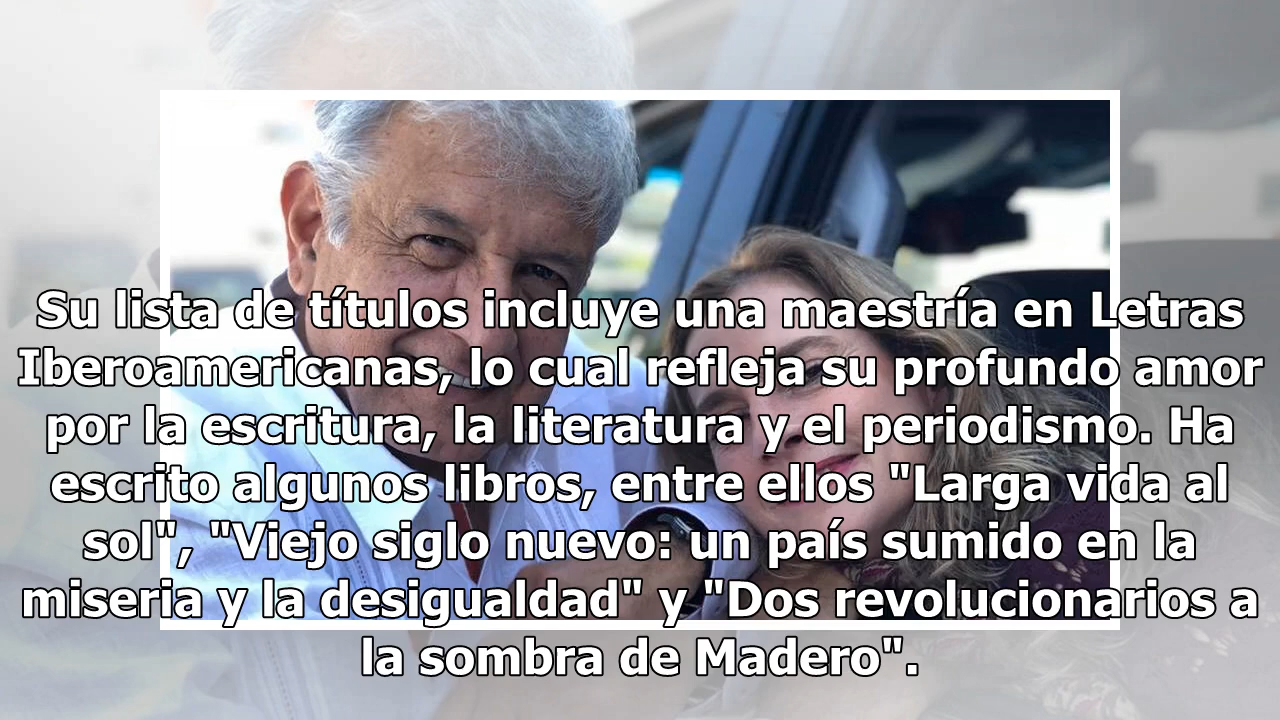 Su lista de títulos incluye una maestría en Letras
Iberoamericanas, lo cual refleja su profundo amor
por la escritura, la literatura y el periodismo. Ha
escrito algunos libros, entre ellos "Larga vida al
sol", "Viejo siglo nuevo: un país sumido en la
miseria y la desigualdad" y "Dos revolucionarios a
la sombra de Madero".